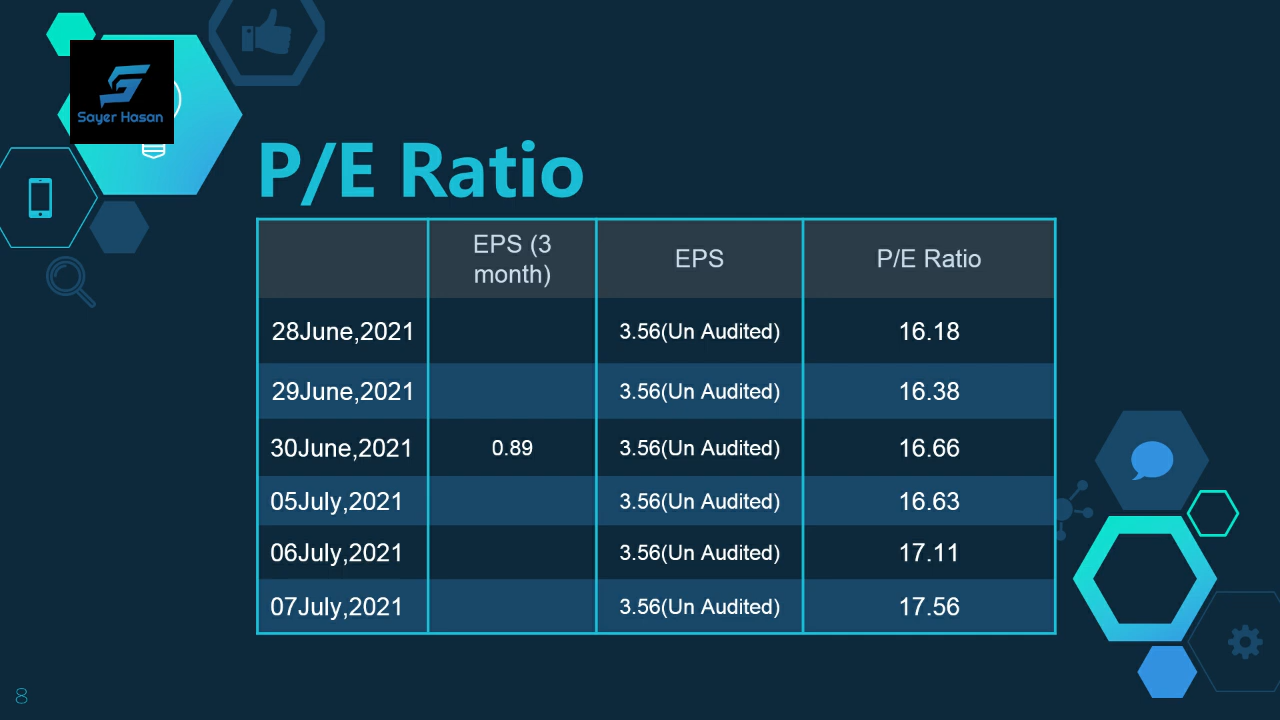 Sayer Hasan
P/E Ratio
EPS (3
month)
EPS
P/E Ratio
28June,2021
3.56(Un Audited)
16.18
29June,2021
3.56(Un Audited)
16.38
30June,2021
0.89
3.56(Un Audited)
16.66
05July,2021
3.56(Un Audited)
16.63
06July,2021
3.56(Un Audited)
17.11
07July,2021
3.56(Un Audited)
17.56
8